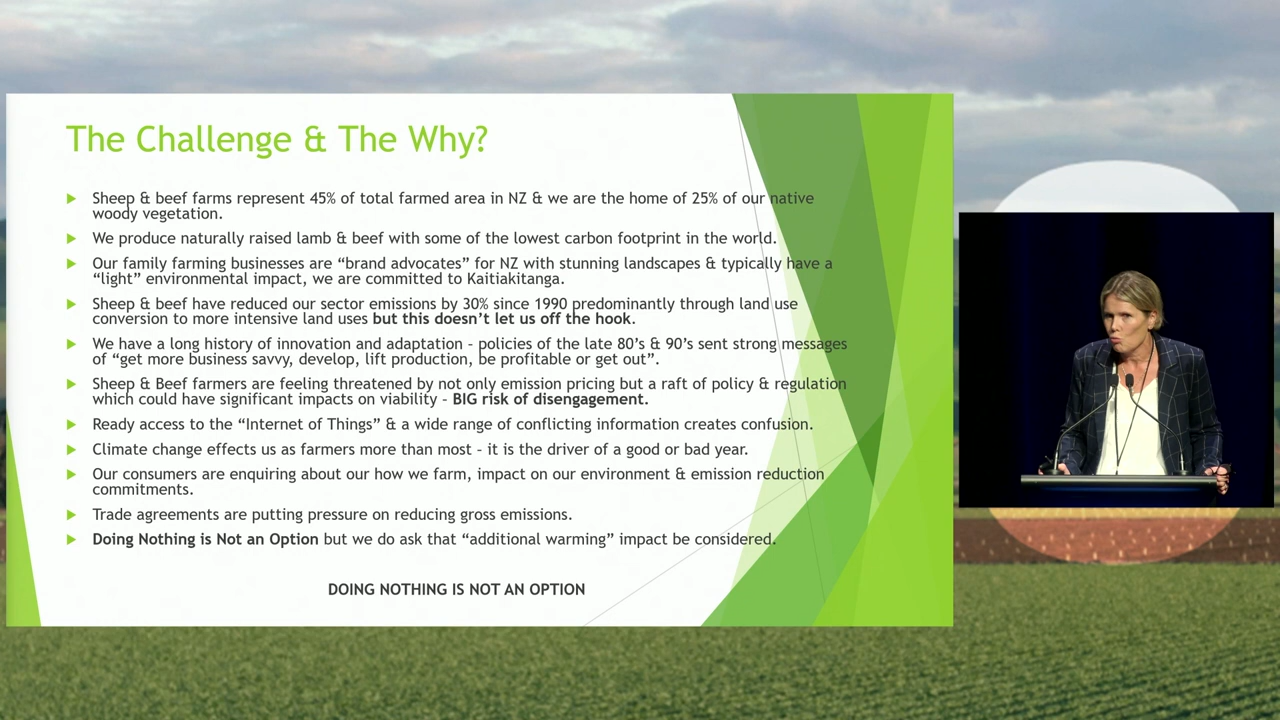 The Challenge & The Why?
Sheep & beef farms represent 45% of total farmed area in NZ & we are the home of 25% of our native
woody vegetation.
We produce naturally raised lamb & beef with some of the lowest carbon footprint in the world.
Our family farming businesses are “brand advocates” for NZ with stunning landscapes & typically have a
“light” environmental impact, we are committed to Kaitiakitanga.
Sheep & beef have reduced our sector emissions by 30% since 1990 predominantly through land use
conversion to more intensive land uses but this doesn’t let us off the hook.
We have a long history of innovation and adaptation – policies of the late 80’s & 90’s sent strong messages
of “get more business savvy, develop, lift production, be profitable or get out”.
Sheep & Beef farmers are feeling threatened by not only emission pricing but a raft of policy & regulation
which could have significant impacts on viability – BIG risk of disengagement.
Ready access to the “Internet of Things” & a wide range of conflicting information creates confusion.
Climate change effects us as farmers more than most – it is the driver of a good or bad year.
Our consumers are enquiring about our how we farm, impact on our environment & emission reduction
commitments.
Trade agreements are putting pressure on reducing gross emissions.
Doing Nothing is Not an Option but we do ask that “additional warming” impact be considered.
DOING NOTHING IS NOT AN OPTION